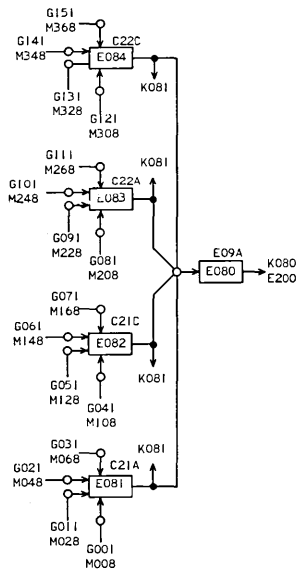 G151
M368
G141
M348
C22C
E084
G131
M328
K081
G121
M308
G111
M268
K081
G101
M248
C22A
E083
G091
M228
G081
M208
E09A
E080
K080
E200
G071
M168
G061
M148
C21C
E082
G051
M128
K081
G041
M108
G031
M068
K081
G021
M048
C21A
E081
G011
M028
G001
M008